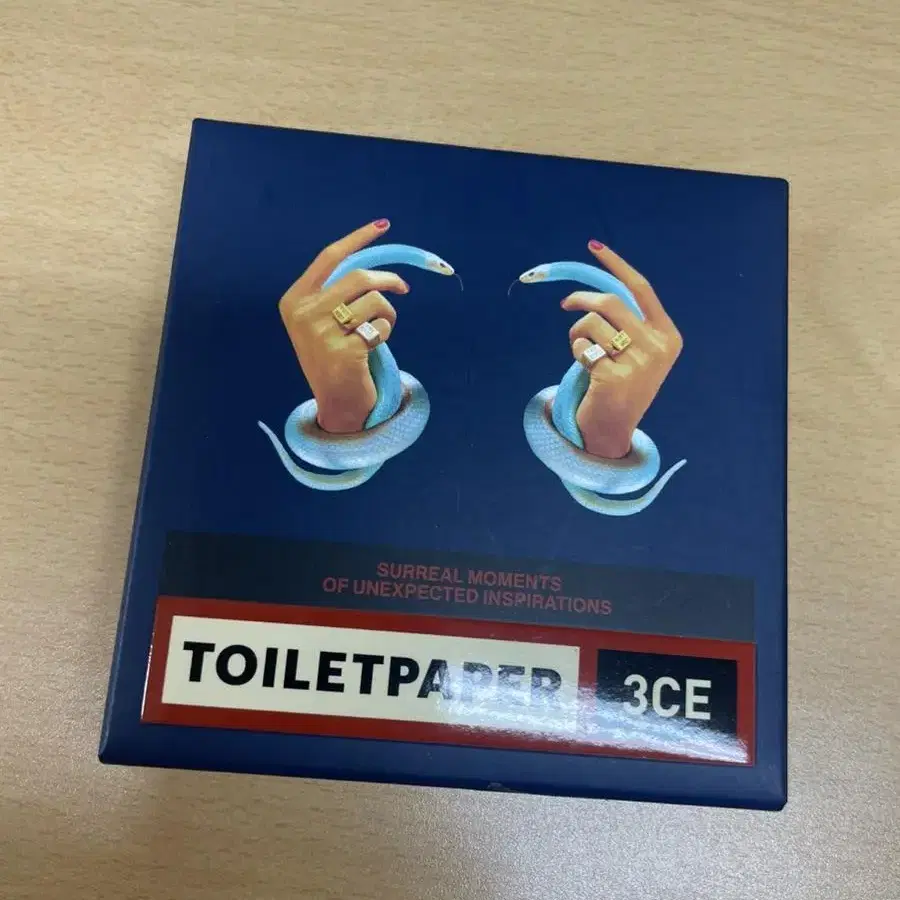 SURREAL MOMENTS
OF UNEXPECTED INSPIRATIONS
TOILETPAPER
3CE